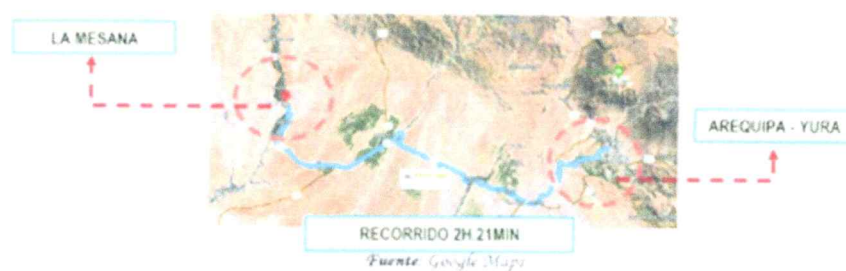 LA MESANA
AREQUIPA - YURA
RECORRIDO 2H.21MIN
Fuente: Google Maps